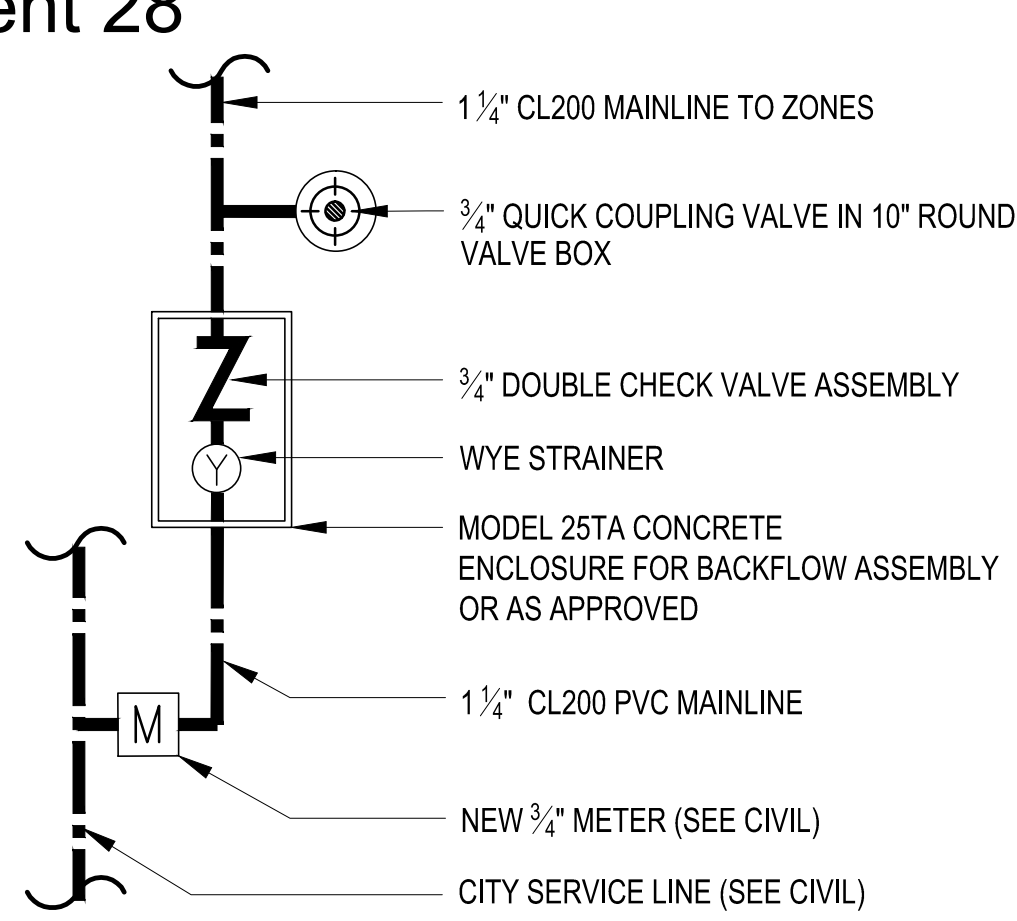 ent 28
1 1/4" CL200 MAINLINE TO ZONES
3/4" QUICK COUPLING VALVE IN 10" ROUND
VALVE BOX
3/4" DOUBLE CHECK VALVE ASSEMBLY
Y
WYE STRAINER
MODEL 25TA CONCRETE
ENCLOSURE FOR BACKFLOW ASSEMBLY
OR AS APPROVED
1 1/4" CL200 PVC MAINLINE
M
NEW 3/4" METER (SEE CIVIL)
CITY SERVICE LINE (SEE CIVIL)